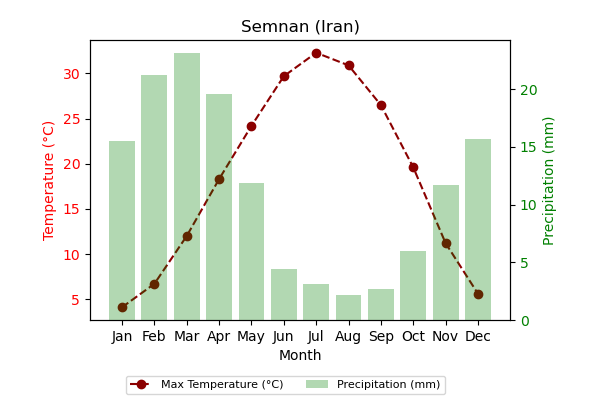 Semnan (Iran)
Temperature (°C)
30
25
20
15
10
5
20
15
10
5
0
Precipitation (mm)
Jan Feb Mar Apr May Jun Jul Aug Sep Oct Nov Dec
Month
Max Temperature (°C) Precipitation (mm)